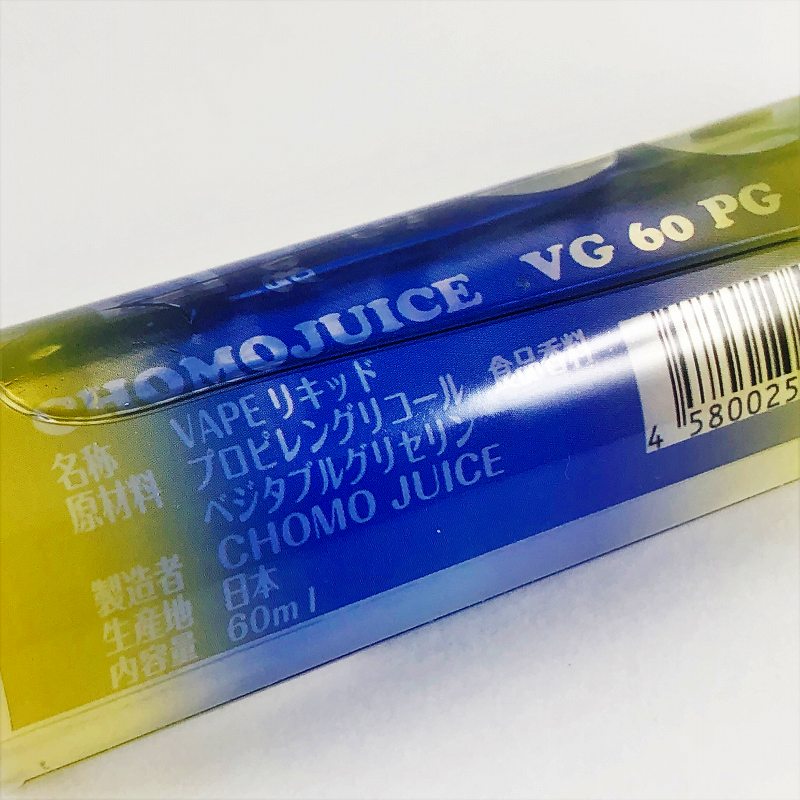 CHOMOJUICE VG 60 PG
名称 VAPEリキッド
原材料 プロピレングリコール 食品香料
ベジタブルグリセリン
製造者 CHOMO JUICE
生産地 日本
内容量 60ml
4 580025